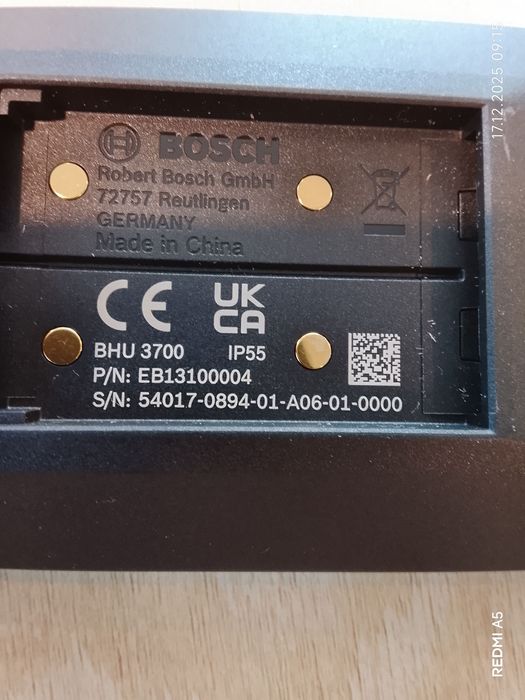 BOSCH
Robert Bosch GmbH
72757 Reutlingen
GERMANY
Made in China
CE
UK
CA
BHU 3700 IP55
P/N: EB13100004
S/N: 54017-0894-01-A06-01-0000
17.12.2025 09:15
REDMI A5